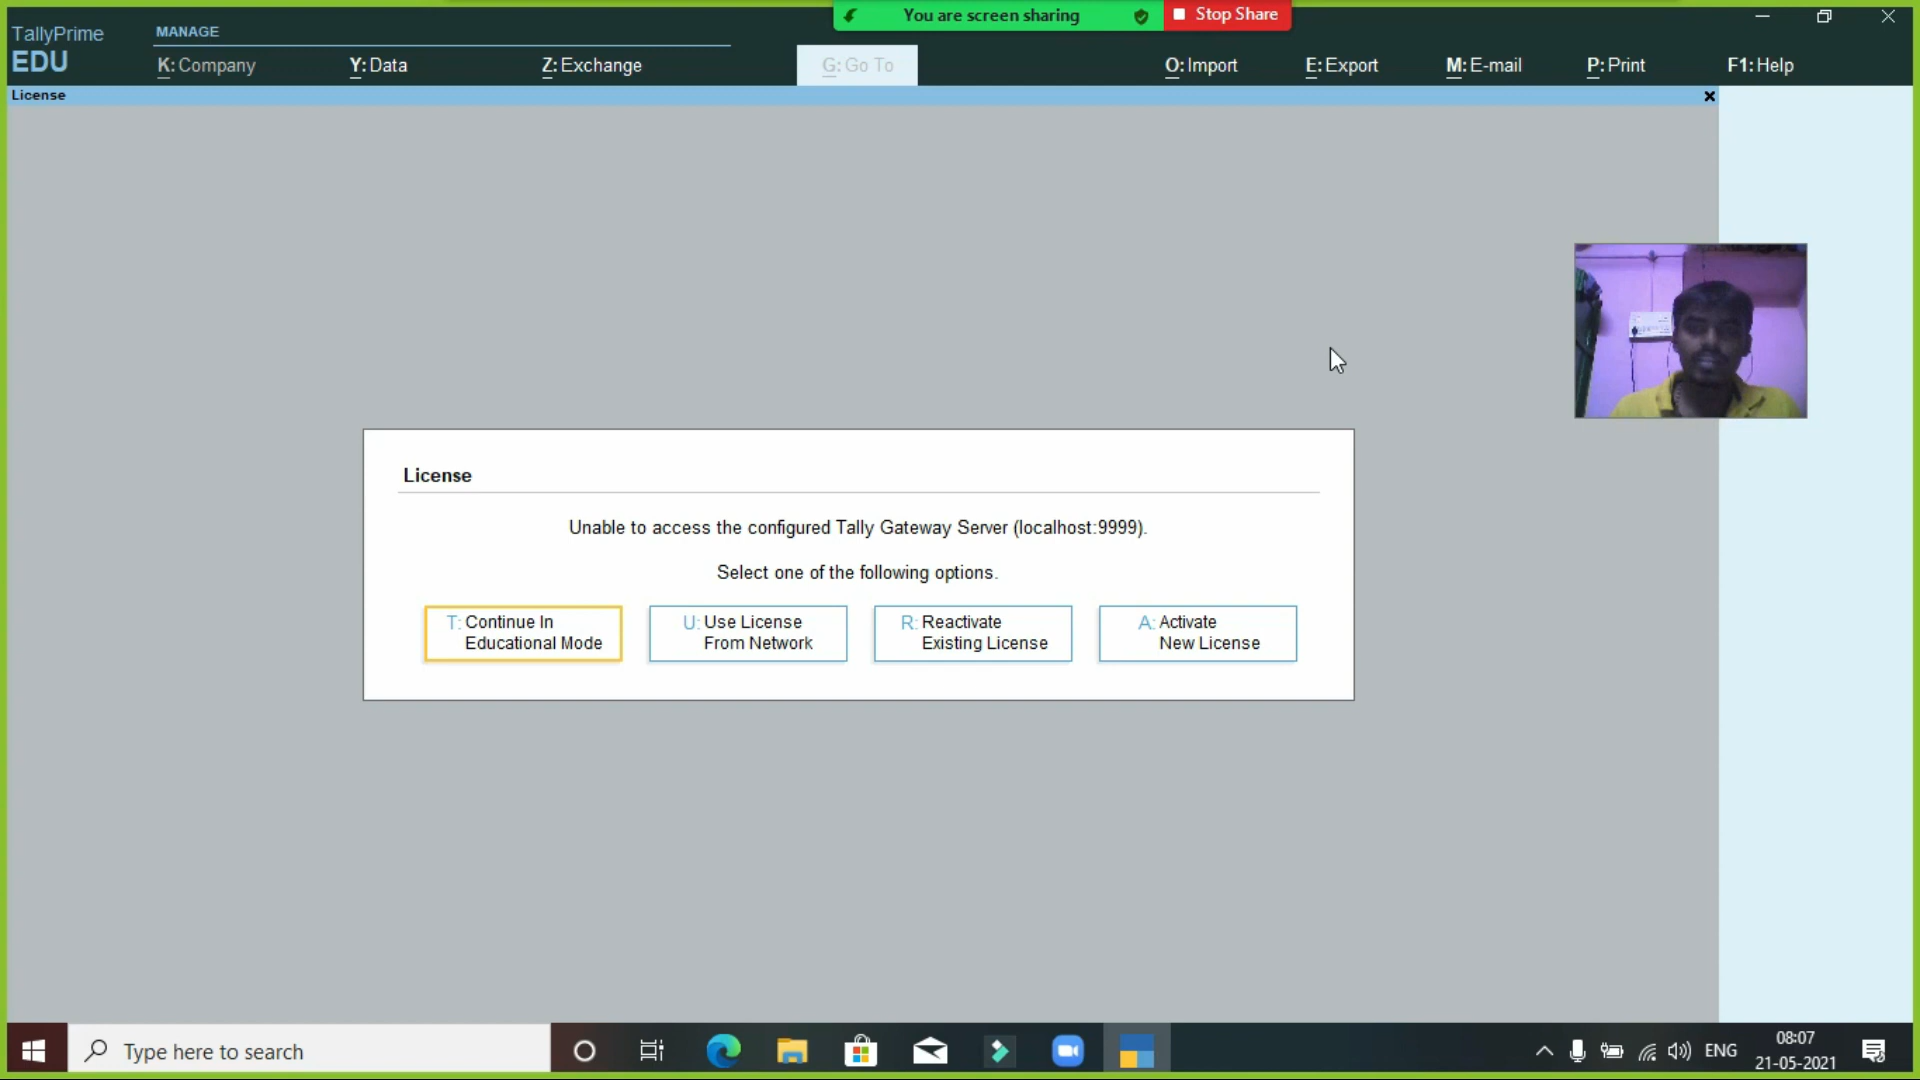 You are screen sharing
Stop Share
TallyPrime
EDU
MANAGE
K: Company
Y: Data
Z: Exchange
G: Go To
O: Import
E: Export
M: E-mail
P: Print
F1: Help
License
License
Unable to access the configured Tally Gateway Server (localhost:9999).
Select one of the following options.
T: Continue In
Educational Mode
U: Use License
From Network
R: Reactivate
Existing License
A: Activate
New License
Type here to search
ENG
08:07
21-05-2021